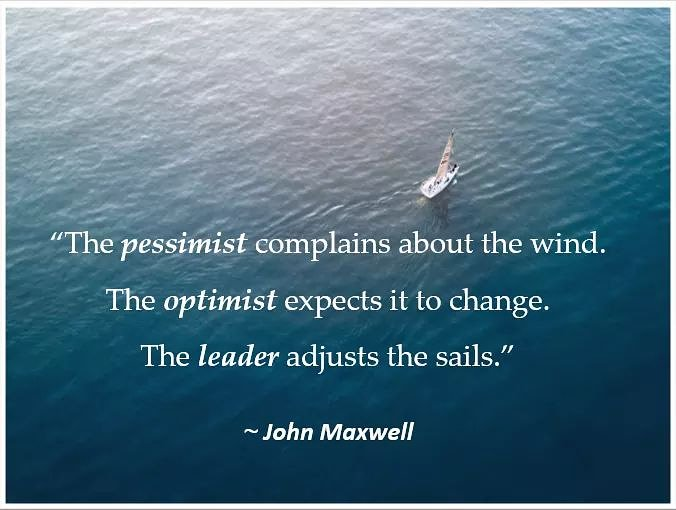 “The pessimist complains about the wind.
The optimist expects it to change.
The leader adjusts the sails.”
~ John Maxwell